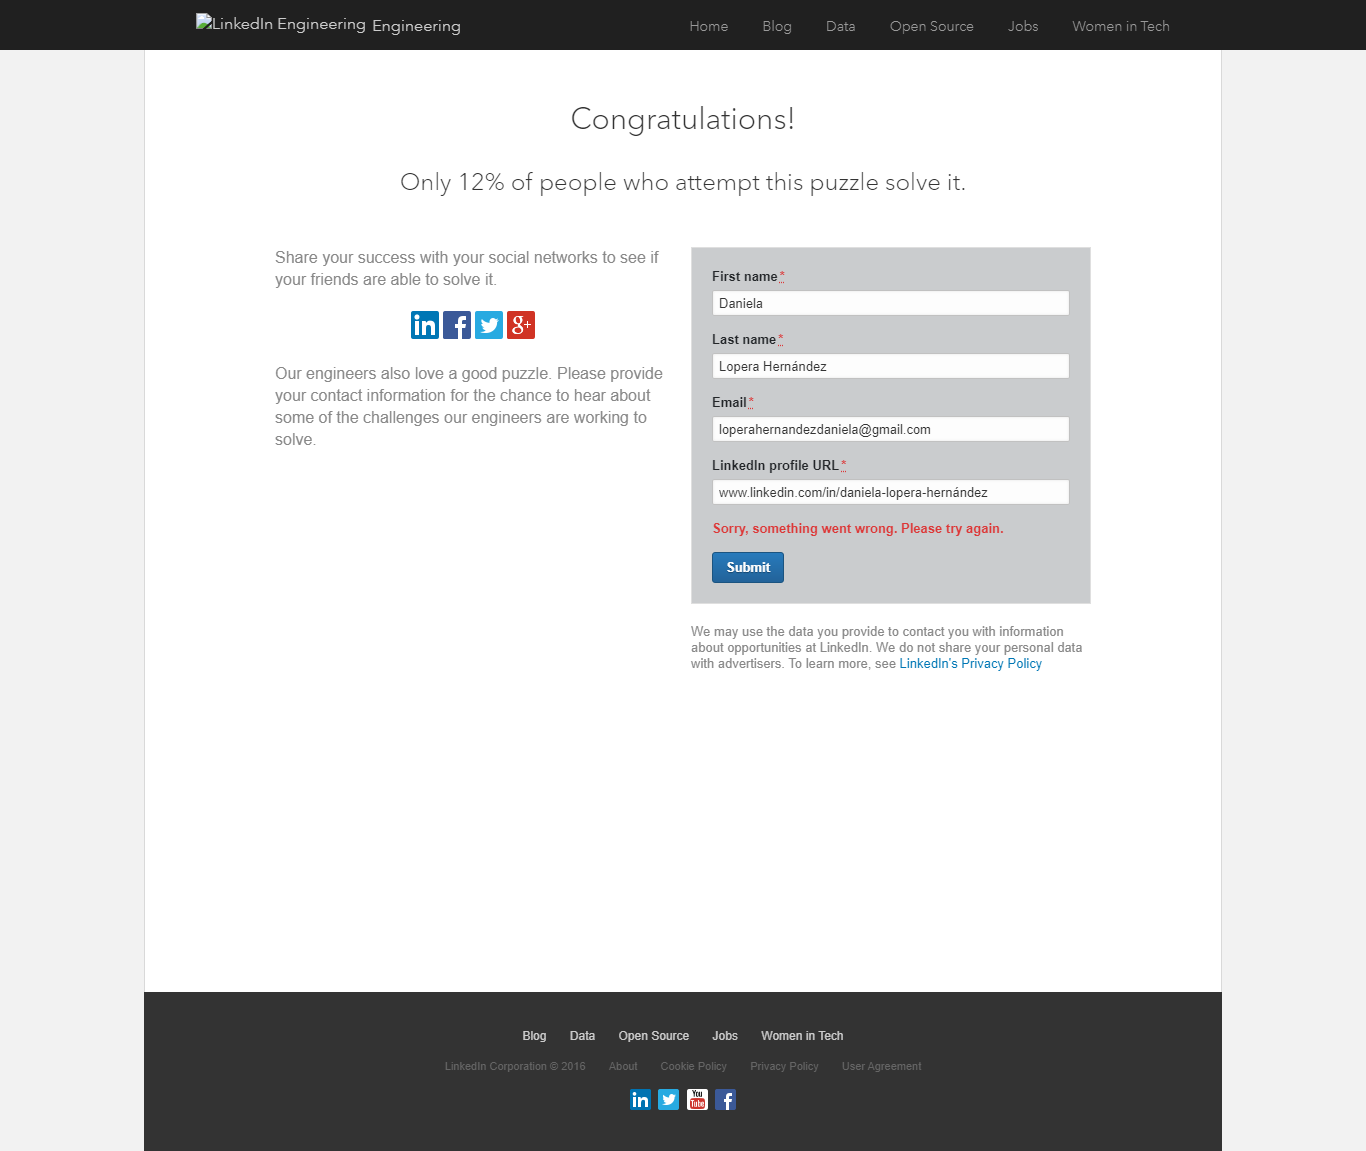 LinkedIn Engineering Engineering Home Blog Data Open Source Jobs Women in Tech
Congratulations!
Only 12% of people who attempt this puzzle solve it.
Share your success with your social networks to see if
your friends are able to solve it.
in f g+
Our engineers also love a good puzzle. Please provide
your contact information for the chance to hear about
some of the challenges our engineers are working to
solve.
First name*
Daniela
Last name*
Lopera Hernández
Email*
loperahernandezdaniela@gmail.com
LinkedIn profile URL*
www.linkedin.com/in/daniela-lopera-hernández
Sorry, something went wrong. Please try again.
Submit
We may use the data you provide to contact you with information
about opportunities at LinkedIn. We do not share your personal data
with advertisers. To learn more, see LinkedIn's Privacy Policy
Blog Data Open Source Jobs Women in Tech
LinkedIn Corporation © 2016 About Cookie Policy Privacy Policy User Agreement
in You Tube f